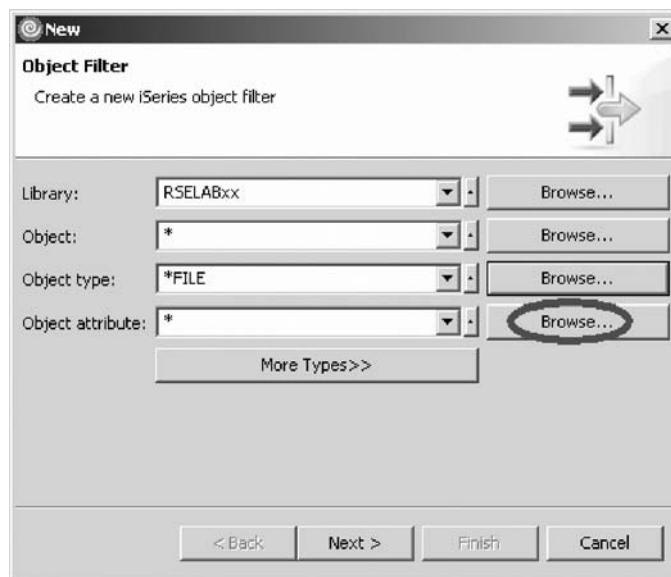 New
Object Filter
Create a new iSeries object filter
Library: RSELABxx Browse...
Object: * Browse...
Object type: *FILE Browse...
Object attribute: * Browse...
More Types>>
< Back Next > Finish Cancel